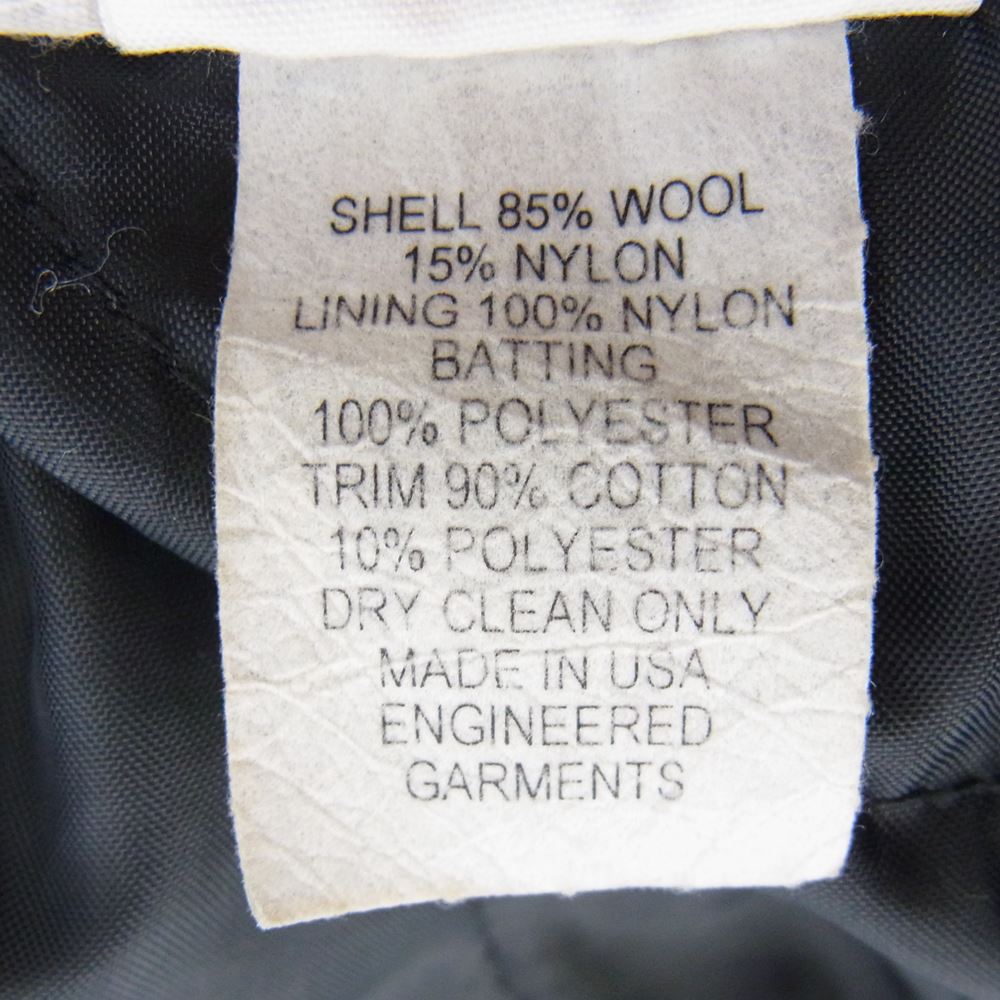 SHELL 85% WOOL
15% NYLON
LINING 100% NYLON
BATTING
100% POLYESTER
TRIM 90% COTTON
10% POLYESTER
DRY CLEAN ONLY
MADE IN USA
ENGINEERED
GARMENTS